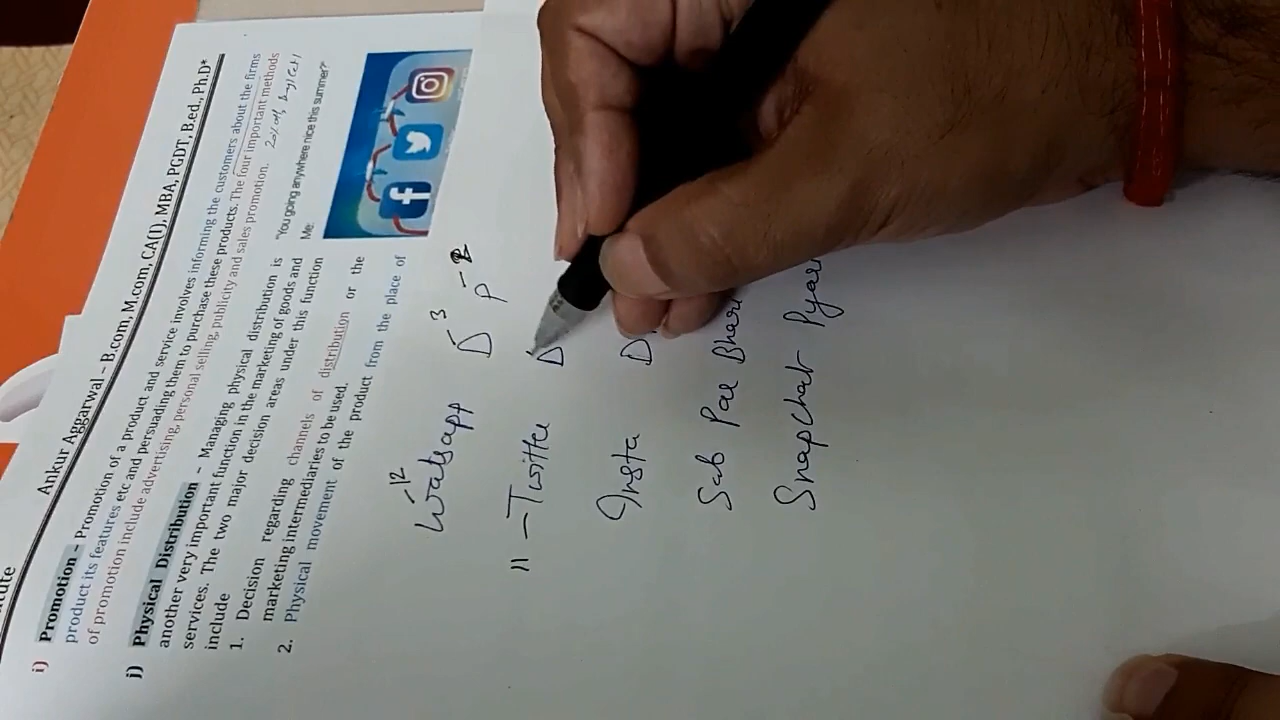 Ankur Aggarwal – B.com, M.com, CA(I), MBA, PGDT, B.ed., Ph.D*
i) Promotion – Promotion of a product and service involves informing the customers about the firms
product its features etc and persuading them to purchase these products. The four important methods
of promotion include advertising, personal selling, publicity and sales promotion.
j) Physical Distribution – Managing physical distribution is
another very important function in the marketing of goods and
services. The two major decision areas under this function
include
1. Decision regarding channels of distribution or the
marketing intermediaries to be used.
2. Physical movement of the product from the place of
"You going anywhere nice this summer?"
Me:
12
Watsapp D 3 P – 2
11 – Twitter D
Insta D
Sab Par Bhari
Snapchat Pyar